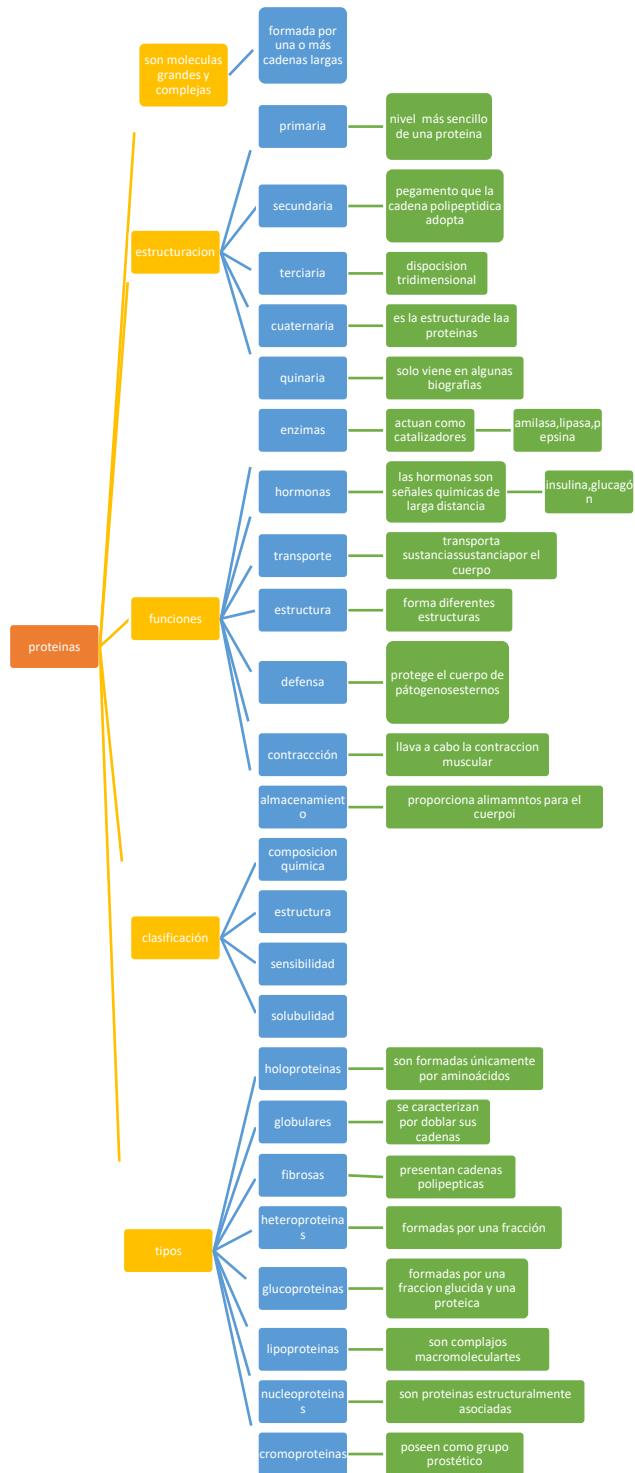 formada por
una o más
cadenas largas
son moleculas
grandes y
complejas
primaria
nivel más sencillo
de una proteina
secundaria
pegamento que la
cadena polipeptidica
adopta
estructuracion
terciaria
dispocision
tridimensional
cuaternaria
es la estructurade laa
proteinas
quinaria
solo viene en algunas
biografias
enzimas
actuan como
catalizadores
amilasa,lipasa,p
epsina
hormonas
las hormonas son
señales quimicas de
larga distancia
insulina,glucagó
n
transporte
transporta
sustanciassustanciapor el
cuerpo
proteinas
funciones
estructura
forma diferentes
estructuras
defensa
protege el cuerpo de
pátogenosesternos
contraccción
llava a cabo la contraccion
muscular
almacenamient
o
proporciona alimamntos para el
cuerpoi
composicion
quimica
estructura
clasificación
sensibilidad
solubulidad
holoproteinas
son formadas únicamente
por aminoácidos
globulares
se caracterizan
por doblar sus
cadenas
fibrosas
presentan cadenas
polipepticas
heteroproteina
s
formadas por una fracción
tipos
glucoproteinas
formadas por una
fraccion glucida y una
proteica
lipoproteinas
son complajos
macromoleculartes
nucleoproteina
s
son proteinas estructuralmente
asociadas
cromoproteinas
poseen como grupo
prostético